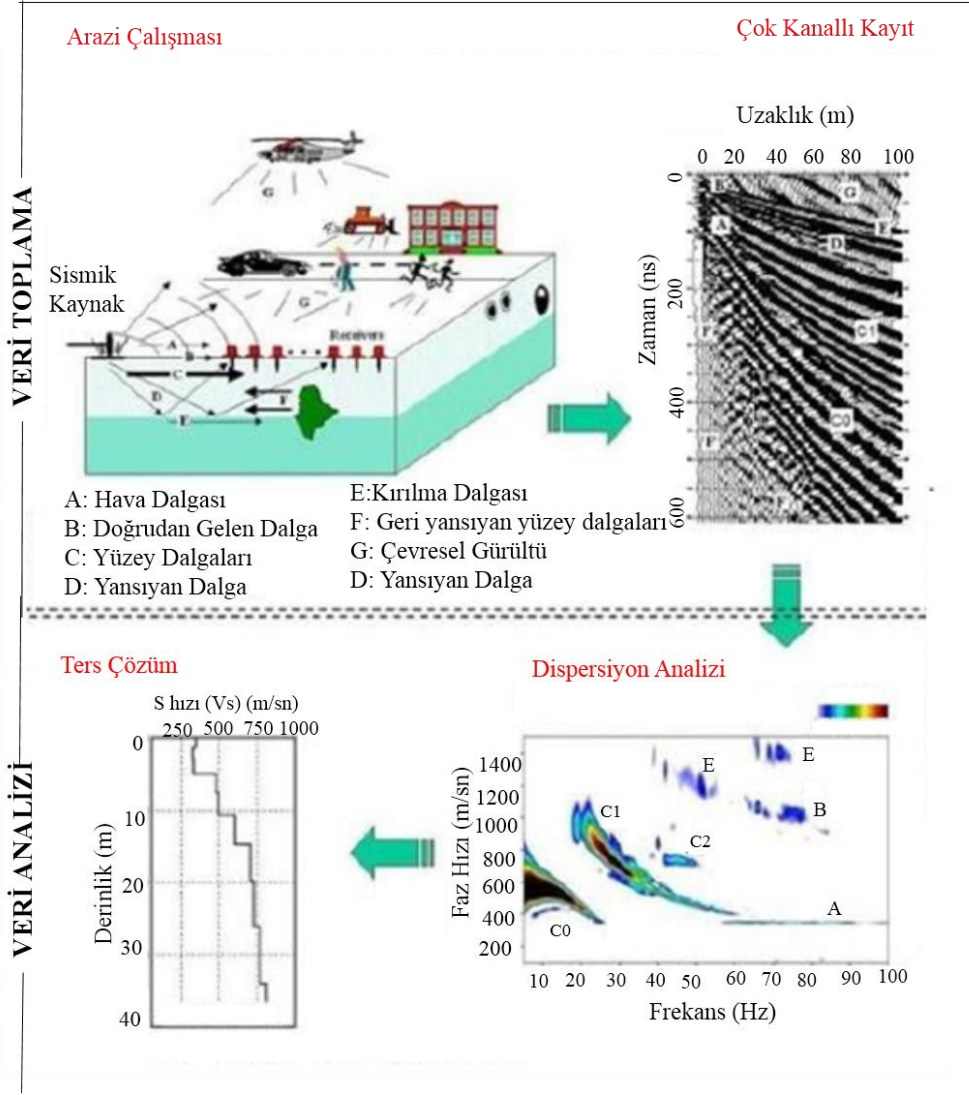 Arazi Çalışması
Çok Kanallı Kayıt
VERİ TOPLAMA
G
Sismik
Kaynak
G
Receivers
A
B
C
D
E
F
Uzaklık (m)
0 20 40 60 80 100
Zaman (ns)
0
200
400
600
B
G
A
E
D
F
C1
C0
F
F
A: Hava Dalgası
B: Doğrudan Gelen Dalga
C: Yüzey Dalgaları
D: Yansıyan Dalga
E:Kırılma Dalgası
F: Geri yansıyan yüzey dalgaları
G: Çevresel Gürültü
D: Yansıyan Dalga
VERİ ANALİZİ
Ters Çözüm
S hızı (Vs) (m/sn)
250 500 750 1000
Derinlik (m)
0
10
20
30
40
Dispersiyon Analizi
Faz Hızı (m/sn)
1400
1200
1000
800
600
400
200
E
E
B
C1
C2
A
C0
10 20 30 40 50 60 70 80 90 100
Frekans (Hz)